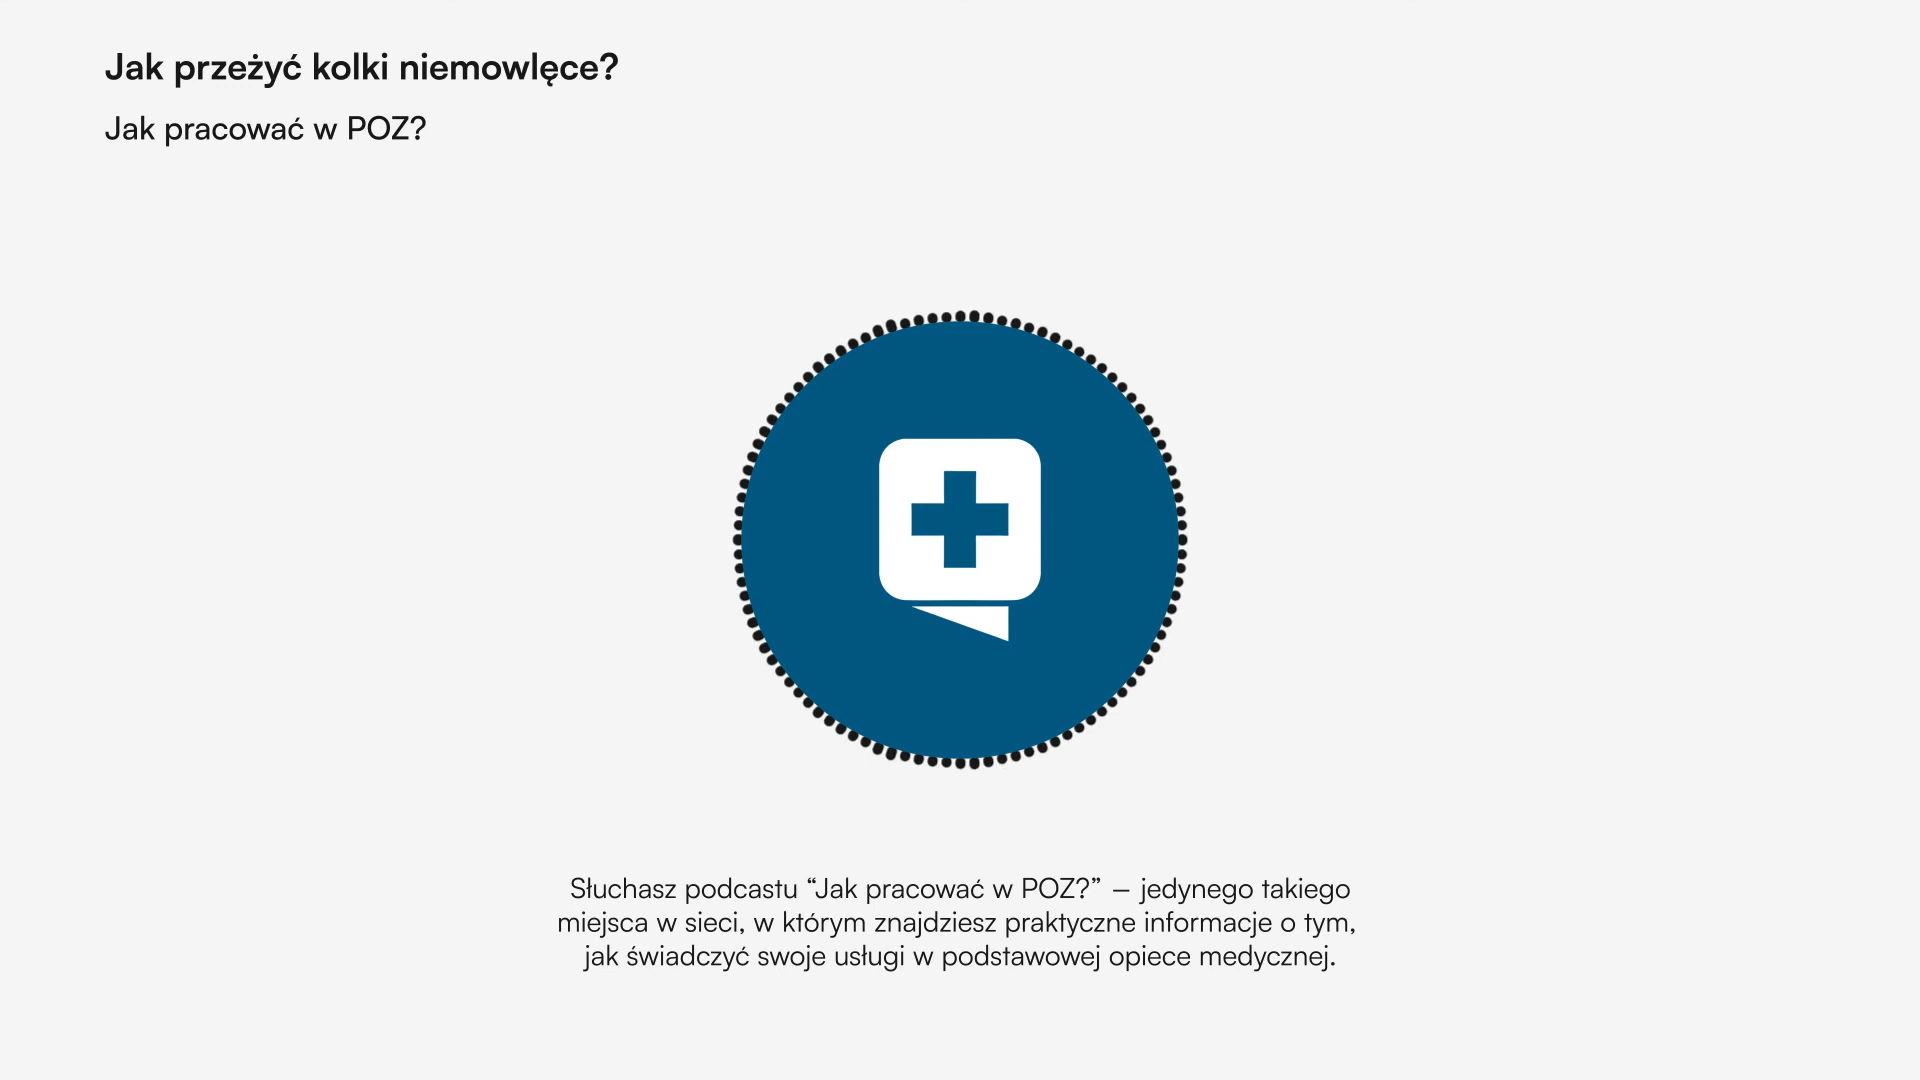 Jak przeżyć kolki niemowlęce?
Jak pracować w POZ?
Słuchasz podcastu “Jak pracować w POZ?” – jedynego takiego
miejsca w sieci, w którym znajdziesz praktyczne informacje o tym,
jak świadczyć swoje usługi w podstawowej opiece medycznej.